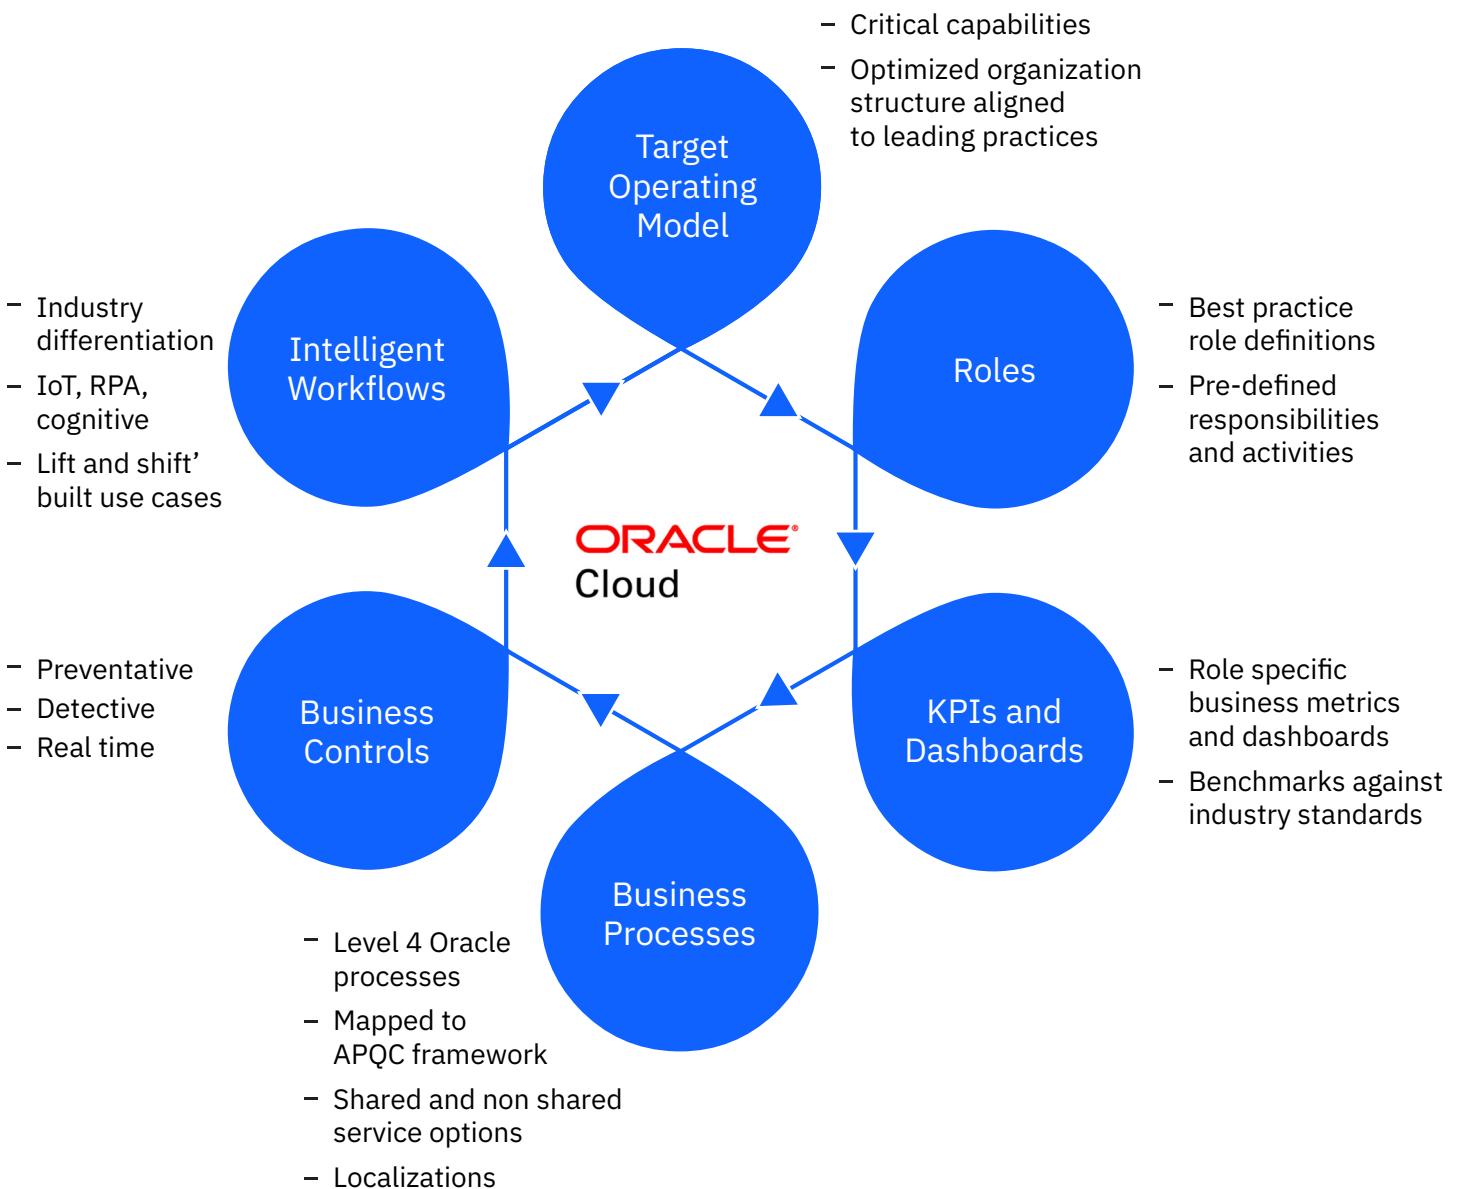 – Critical capabilities
– Optimized organization
structure aligned
to leading practices
Target
Operating
Model
– Industry
differentiation
– IoT, RPA,
cognitive
– Lift and shift’
built use cases
Intelligent
Workflows
Roles
– Best practice
role definitions
– Pre-defined
responsibilities
and activities
ORACLE®
Cloud
– Preventative
– Detective
– Real time
Business
Controls
KPIs and
Dashboards
– Role specific
business metrics
and dashboards
– Benchmarks against
industry standards
Business
Processes
– Level 4 Oracle
processes
– Mapped to
APQC framework
– Shared and non shared
service options
– Localizations